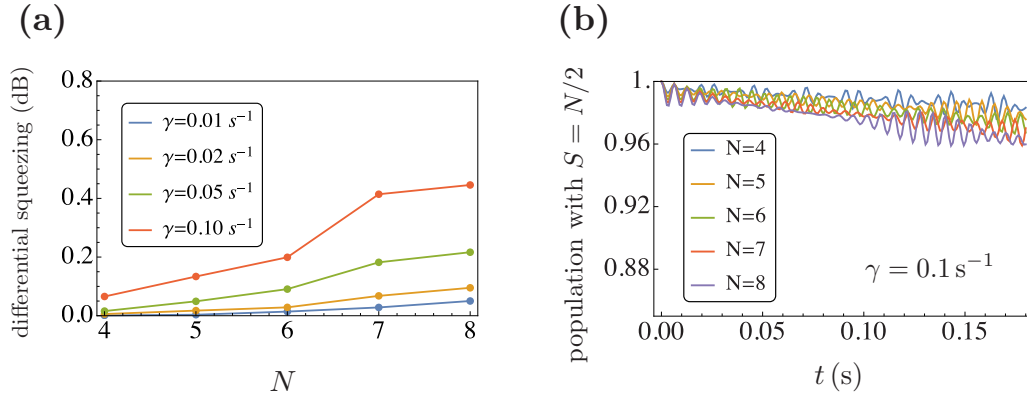 (a)
differential squeezing (dB)
0.8
0.6
0.4
0.2
0.0
γ=0.01 s⁻¹
γ=0.02 s⁻¹
γ=0.05 s⁻¹
γ=0.10 s⁻¹
4 5 6 7 8
N
(b)
population with S = N/2
1.
0.96
0.92
0.88
N=4
N=5
N=6
N=7
N=8
γ = 0.1 s⁻¹
0.00 0.05 0.10 0.15
t (s)